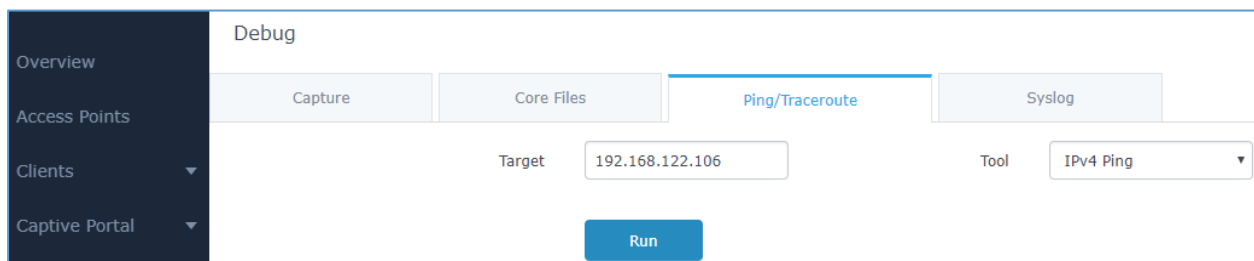 Debug
Overview
Capture Core Files Ping/Traceroute Syslog
Access Points
Target 192.168.122.106 Tool IPv4 Ping
Clients
Captive Portal
Run